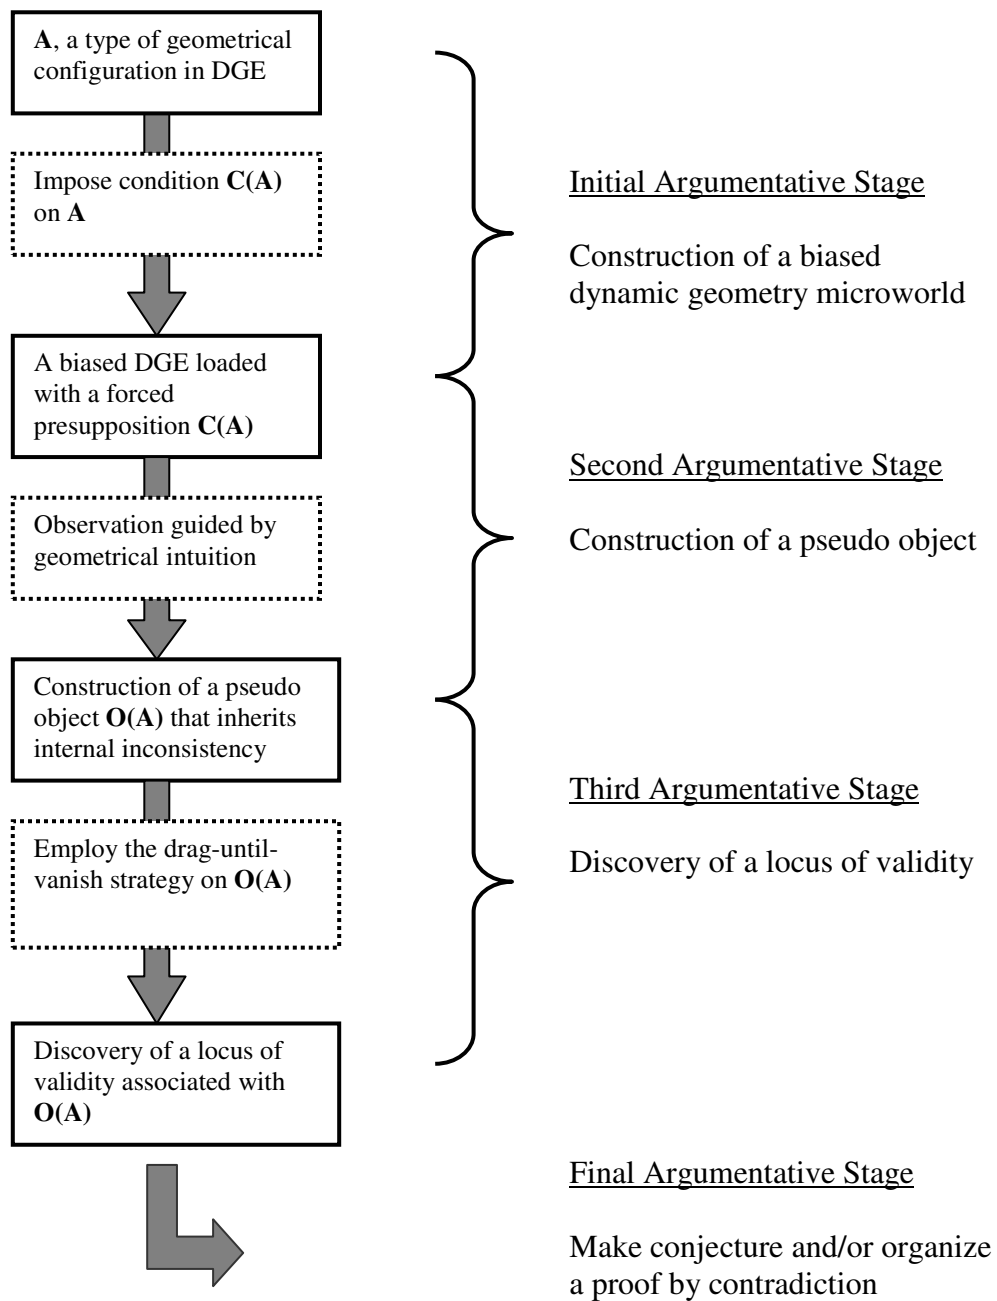 A, a type of geometrical
configuration in DGE
Impose condition C(A)
on A
A biased DGE loaded
with a forced
presupposition C(A)
Observation guided by
geometrical intuition
Construction of a pseudo
object O(A) that inherits
internal inconsistency
Employ the drag-until-
vanish strategy on O(A)
Discovery of a locus of
validity associated with
O(A)
Initial Argumentative Stage
Construction of a biased
dynamic geometry microworld
Second Argumentative Stage
Construction of a pseudo object
Third Argumentative Stage
Discovery of a locus of validity
Final Argumentative Stage
Make conjecture and/or organize
a proof by contradiction